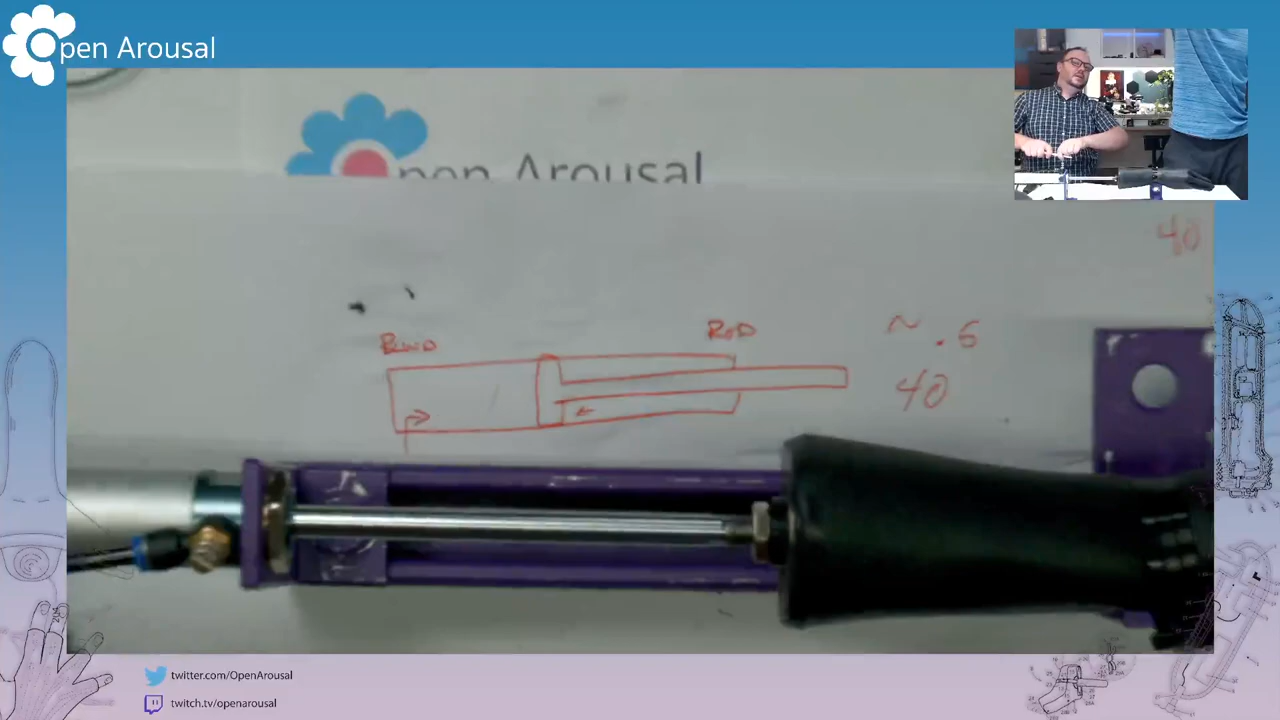 Open Arousal
Open Arousal
40
BLIND
ROD
~ .6
40
twitter.com/OpenArousal
twitch.tv/openarousal